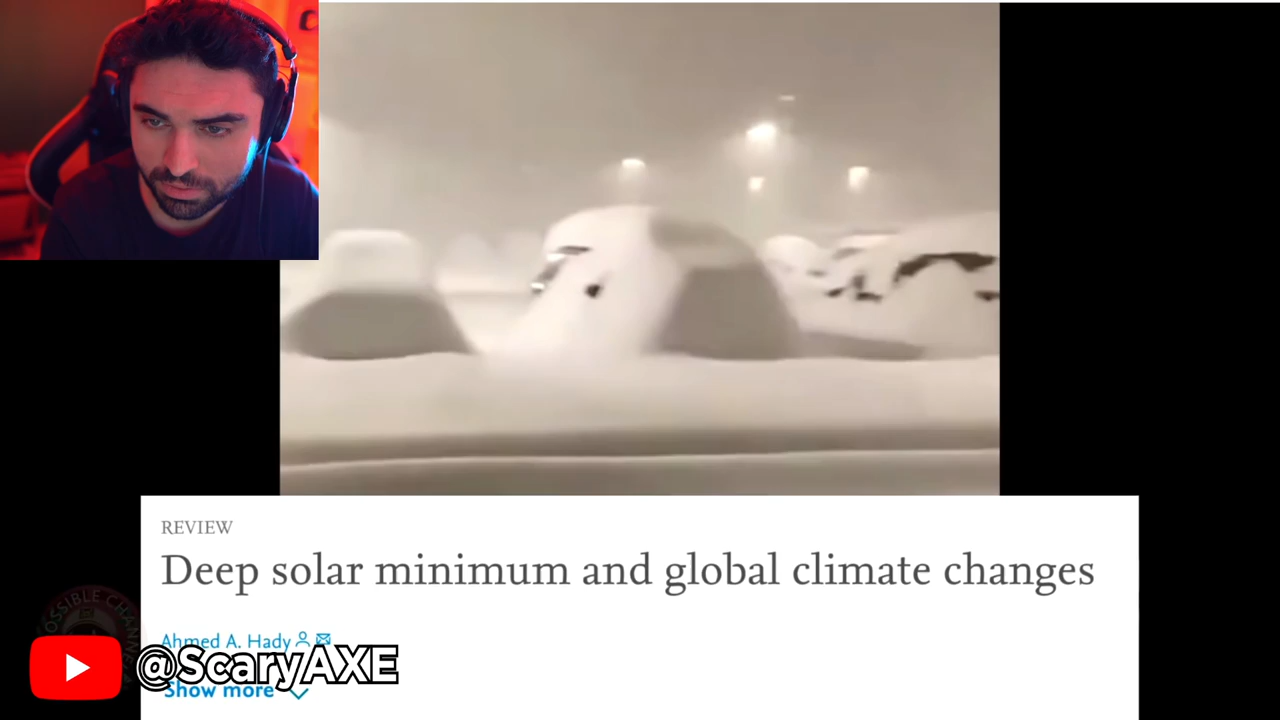 REVIEW
Deep solar minimum and global climate changes
Ahmed A. Hady
@ScaryAXE
Show more